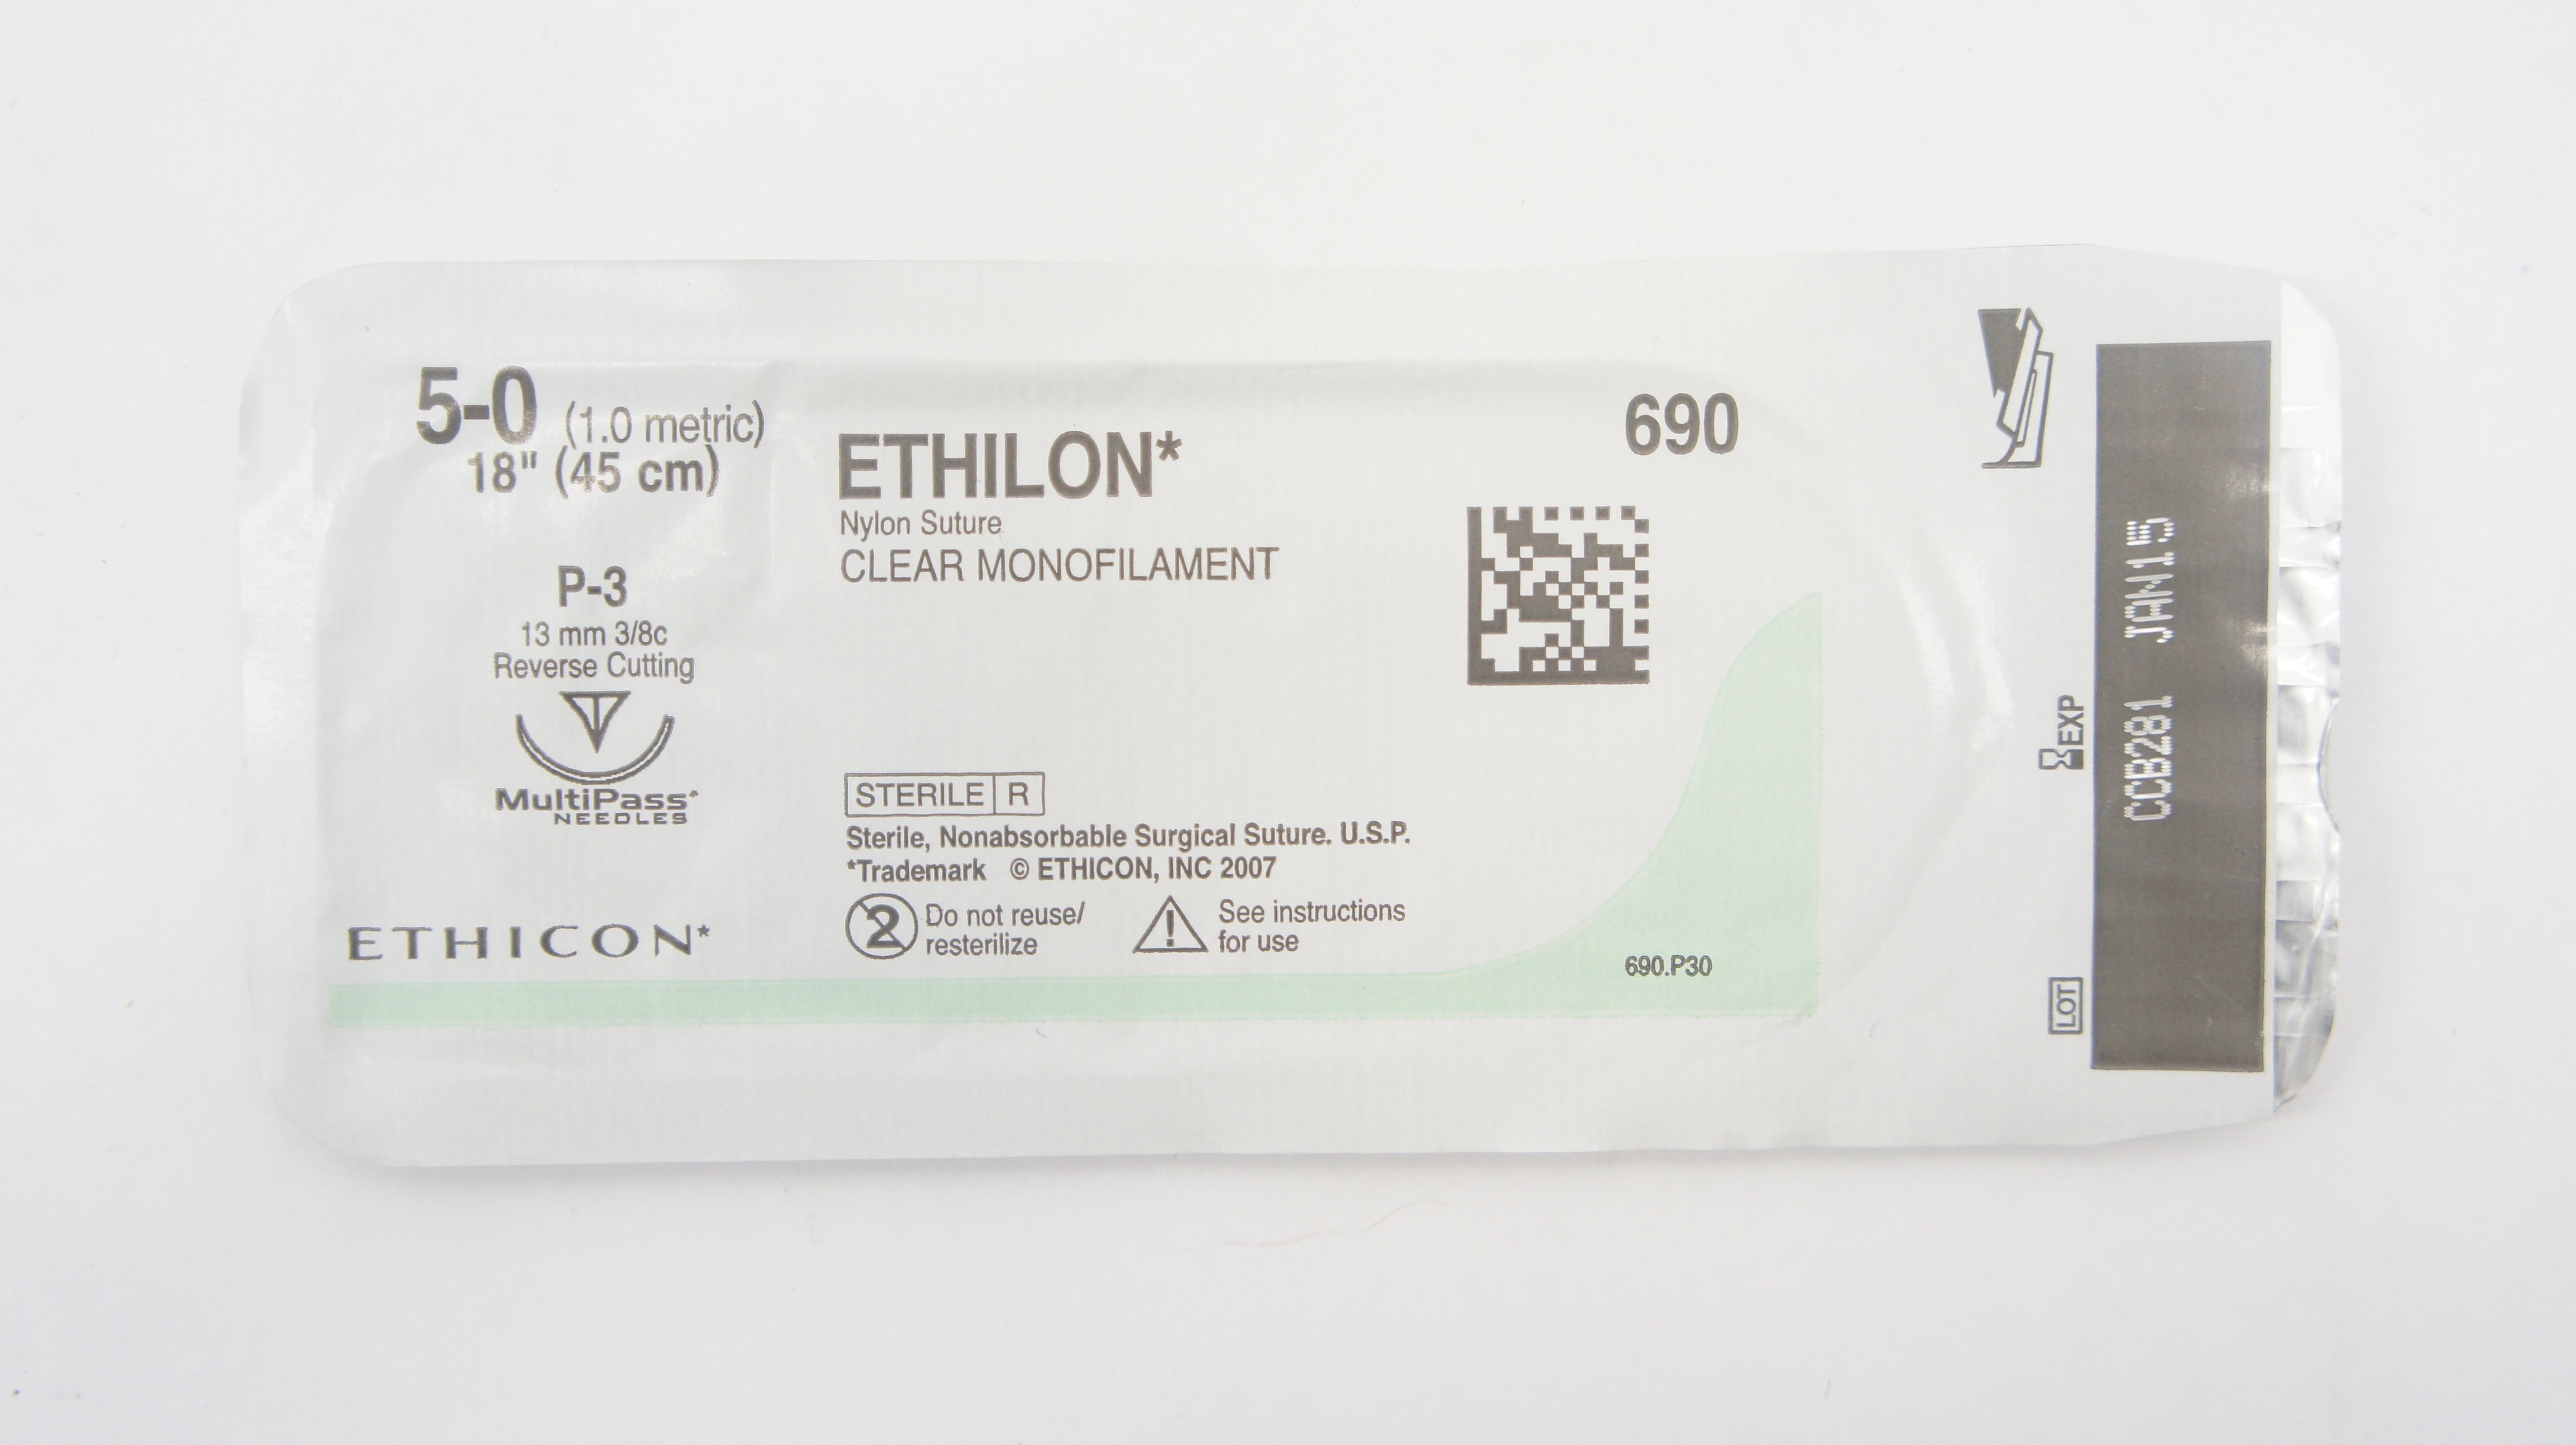 5-0 (1.0 metric)
18" (45 cm)
P-3
13 mm 3/8c
Reverse Cutting
MultiPass*
NEEDLES
ETHICON*
ETHILON*
Nylon Suture
CLEAR MONOFILAMENT
STERILE R
Sterile, Nonabsorbable Surgical Suture. U.S.P.
*Trademark © ETHICON, INC 2007
2 Do not reuse/
resterilize
! See instructions
for use
690
690.P30
EXP
LOT
CCB281 JAN15